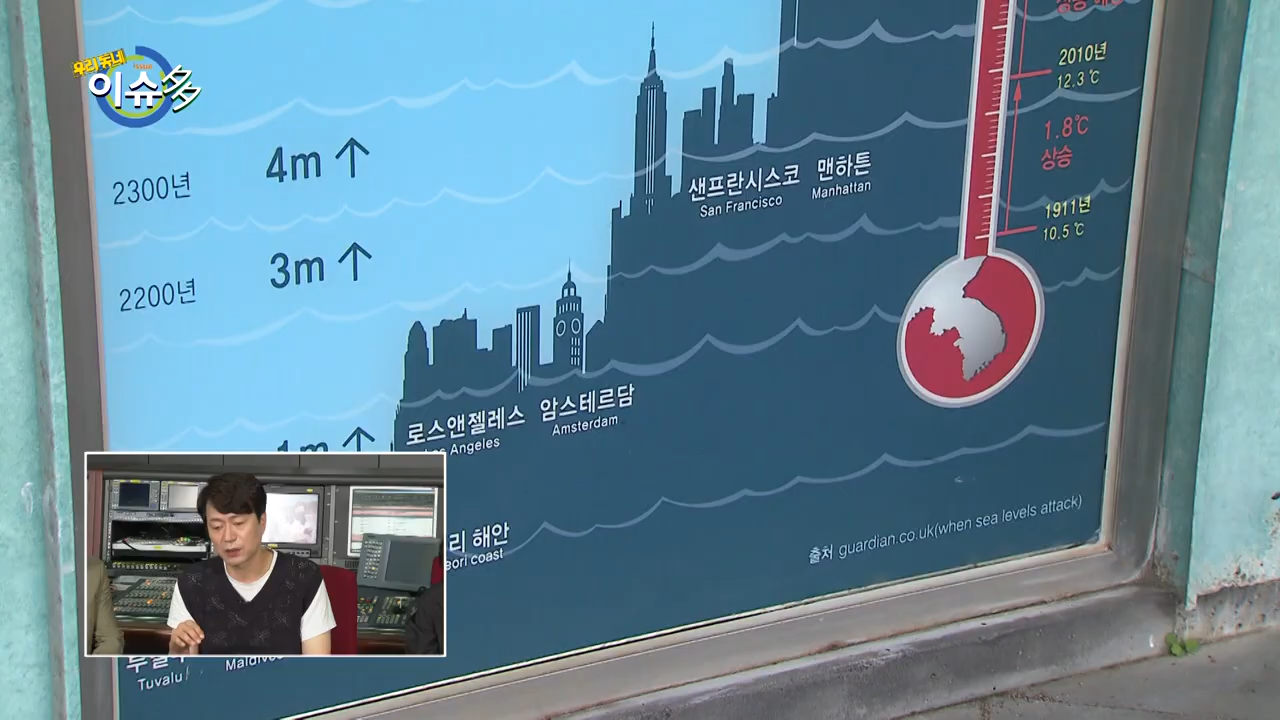 우리동네
이슈多
2010년
12.3 ℃
1.8℃
상승
1911년
10.5 ℃
4m ↑
2300년
샌프란시스코 맨하튼
San Francisco Manhattan
3m ↑
2200년
1m ↑
로스앤젤레스 암스테르담
Los Angeles Amsterdam
리 해안
coast
출처 guardian.co.uk(when sea levels attack)
Tuvalu